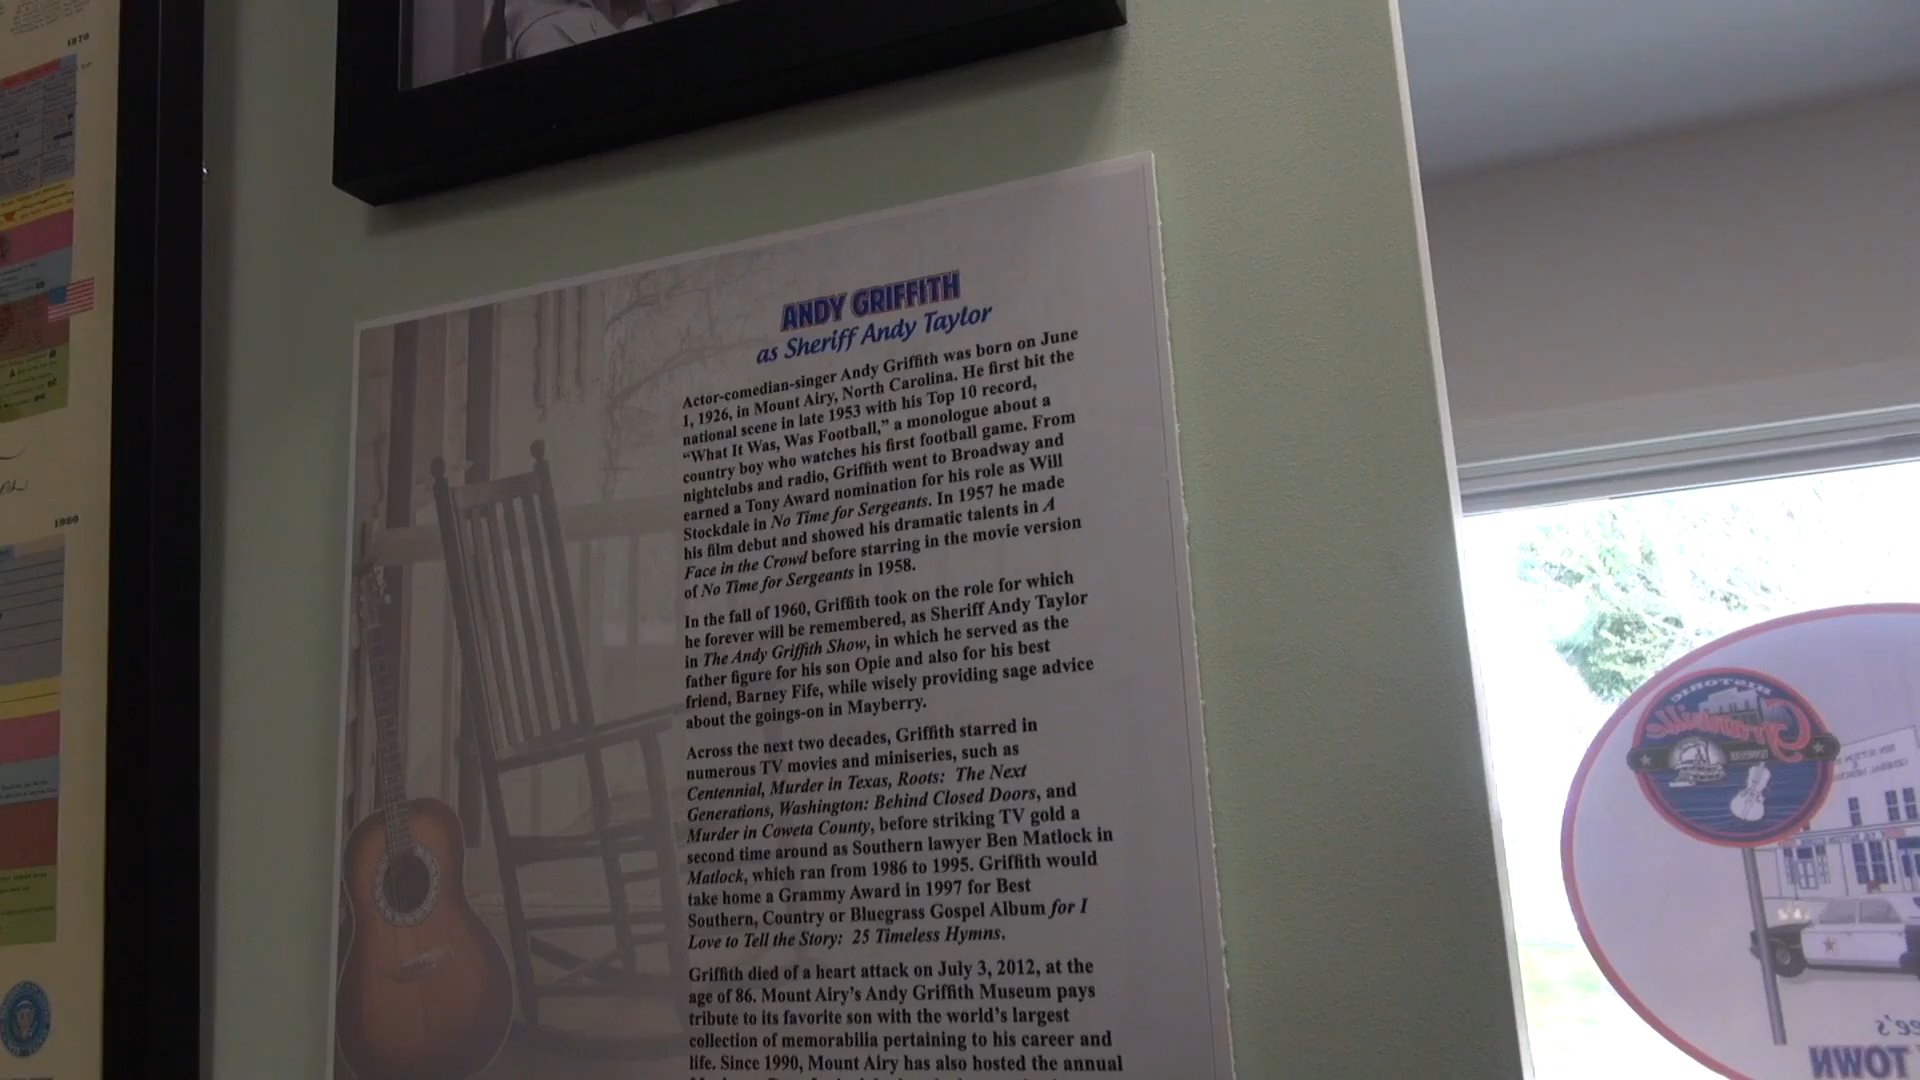 1870
1960
ANDY GRIFFITH
as Sheriff Andy Taylor
Actor-comedian-singer Andy Griffith was born on June
1, 1926, in Mount Airy, North Carolina. He first hit the
national scene in late 1953 with his Top 10 record,
“What It Was, Was Football,” a monologue about a
country boy who watches his first football game. From
nightclubs and radio, Griffith went to Broadway and
earned a Tony Award nomination for his role as Will
Stockdale in No Time for Sergeants. In 1957 he made
his film debut and showed his dramatic talents in A
Face in the Crowd before starring in the movie version
of No Time for Sergeants in 1958.
In the fall of 1960, Griffith took on the role for which
he forever will be remembered, as Sheriff Andy Taylor
in The Andy Griffith Show, in which he served as the
father figure for his son Opie and also for his best
friend, Barney Fife, while wisely providing sage advice
about the goings-on in Mayberry.
Across the next two decades, Griffith starred in
numerous TV movies and miniseries, such as
Centennial, Murder in Texas, Roots: The Next
Generations, Washington: Behind Closed Doors, and
Murder in Coweta County, before striking TV gold a
second time around as Southern lawyer Ben Matlock in
Matlock, which ran from 1986 to 1995. Griffith would
take home a Grammy Award in 1997 for Best
Southern, Country or Bluegrass Gospel Album for I
Love to Tell the Story: 25 Timeless Hymns.
Griffith died of a heart attack on July 3, 2012, at the
age of 86. Mount Airy’s Andy Griffith Museum pays
tribute to its favorite son with the world’s largest
collection of memorabilia pertaining to his career and
life. Since 1990, Mount Airy has also hosted the annual
HISTORIC
Granville
TENNESSEE
TOWN